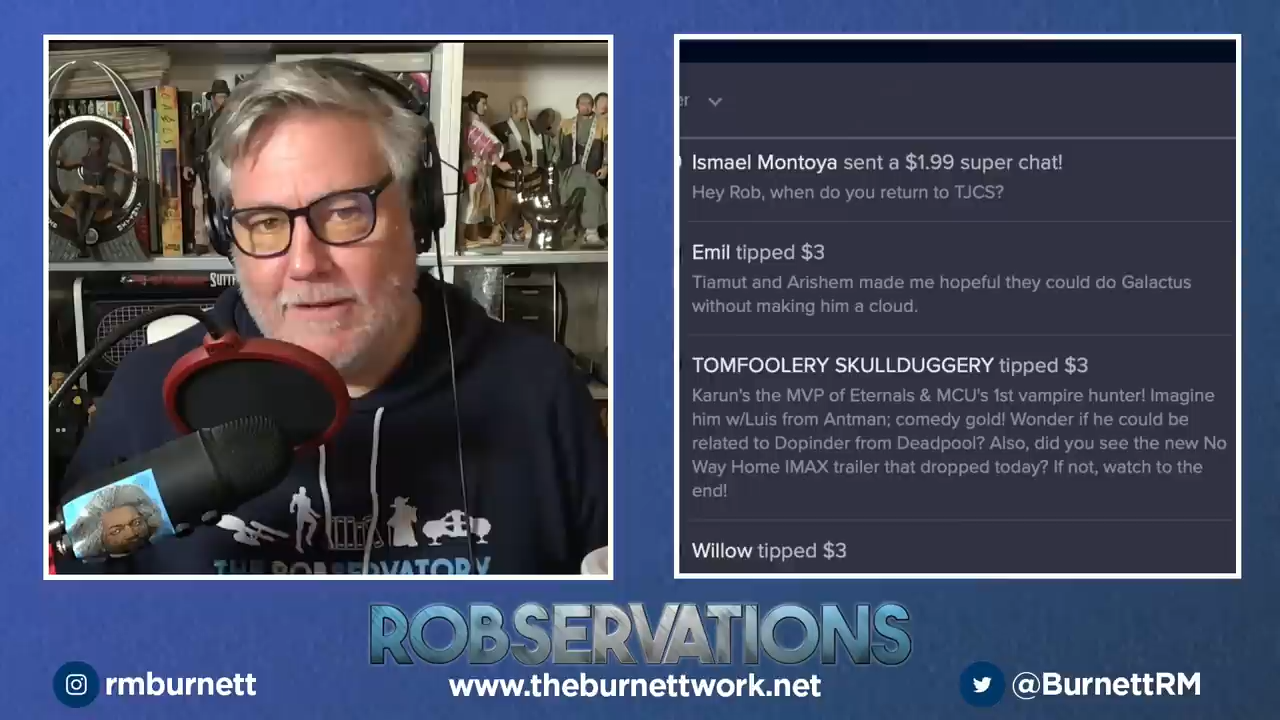 er
Ismael Montoya sent a $1.99 super chat!
Hey Rob, when do you return to TJCS?
Emil tipped $3
Tiamut and Arishem made me hopeful they could do Galactus
without making him a cloud.
TOMFOOLERY SKULLDUGGERY tipped $3
Karun's the MVP of Eternals & MCU's 1st vampire hunter! Imagine
him w/Luis from Antman; comedy gold! Wonder if he could be
related to Dopinder from Deadpool? Also, did you see the new No
Way Home IMAX trailer that dropped today? If not, watch to the
end!
Willow tipped $3
THE ROBSERVATORY
ROBSERVATIONS
rmburnett
www.theburnettwork.net
@BurnettRM